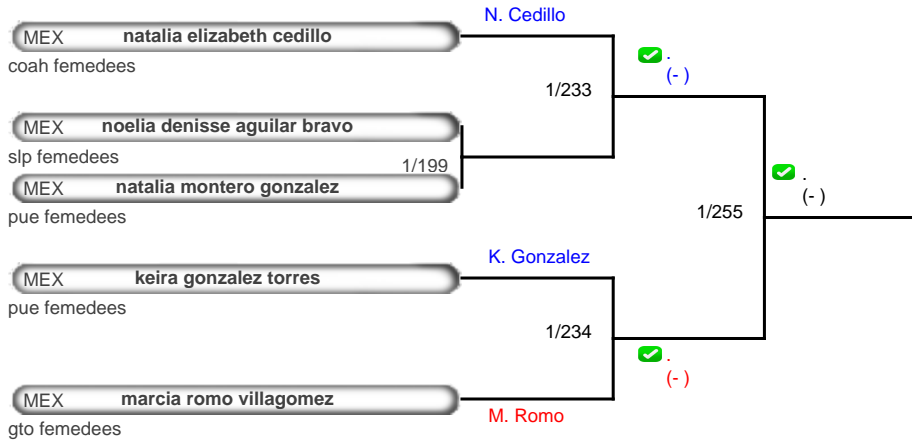 N. Cedillo
MEX natalia elizabeth cedillo
coah femedees
.
(- )
1/233
MEX noelia denisse aguilar bravo
slp femedees
1/199
MEX natalia montero gonzalez
pue femedees
.
(- )
1/255
K. Gonzalez
MEX keira gonzalez torres
pue femedees
1/234
.
(- )
MEX marcia romo villagomez
M. Romo
gto femedees